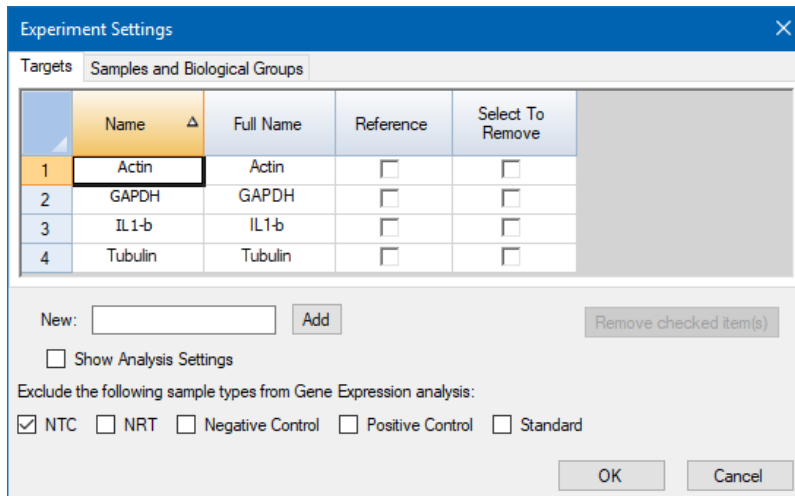 Experiment Settings
Targets Samples and Biological Groups
Name Full Name Reference Select To Remove
1 Actin Actin
2 GAPDH GAPDH
3 IL1-b IL1-b
4 Tubulin Tubulin
New: Add Remove checked item(s)
Show Analysis Settings
Exclude the following sample types from Gene Expression analysis:
NTC NRT Negative Control Positive Control Standard
OK Cancel